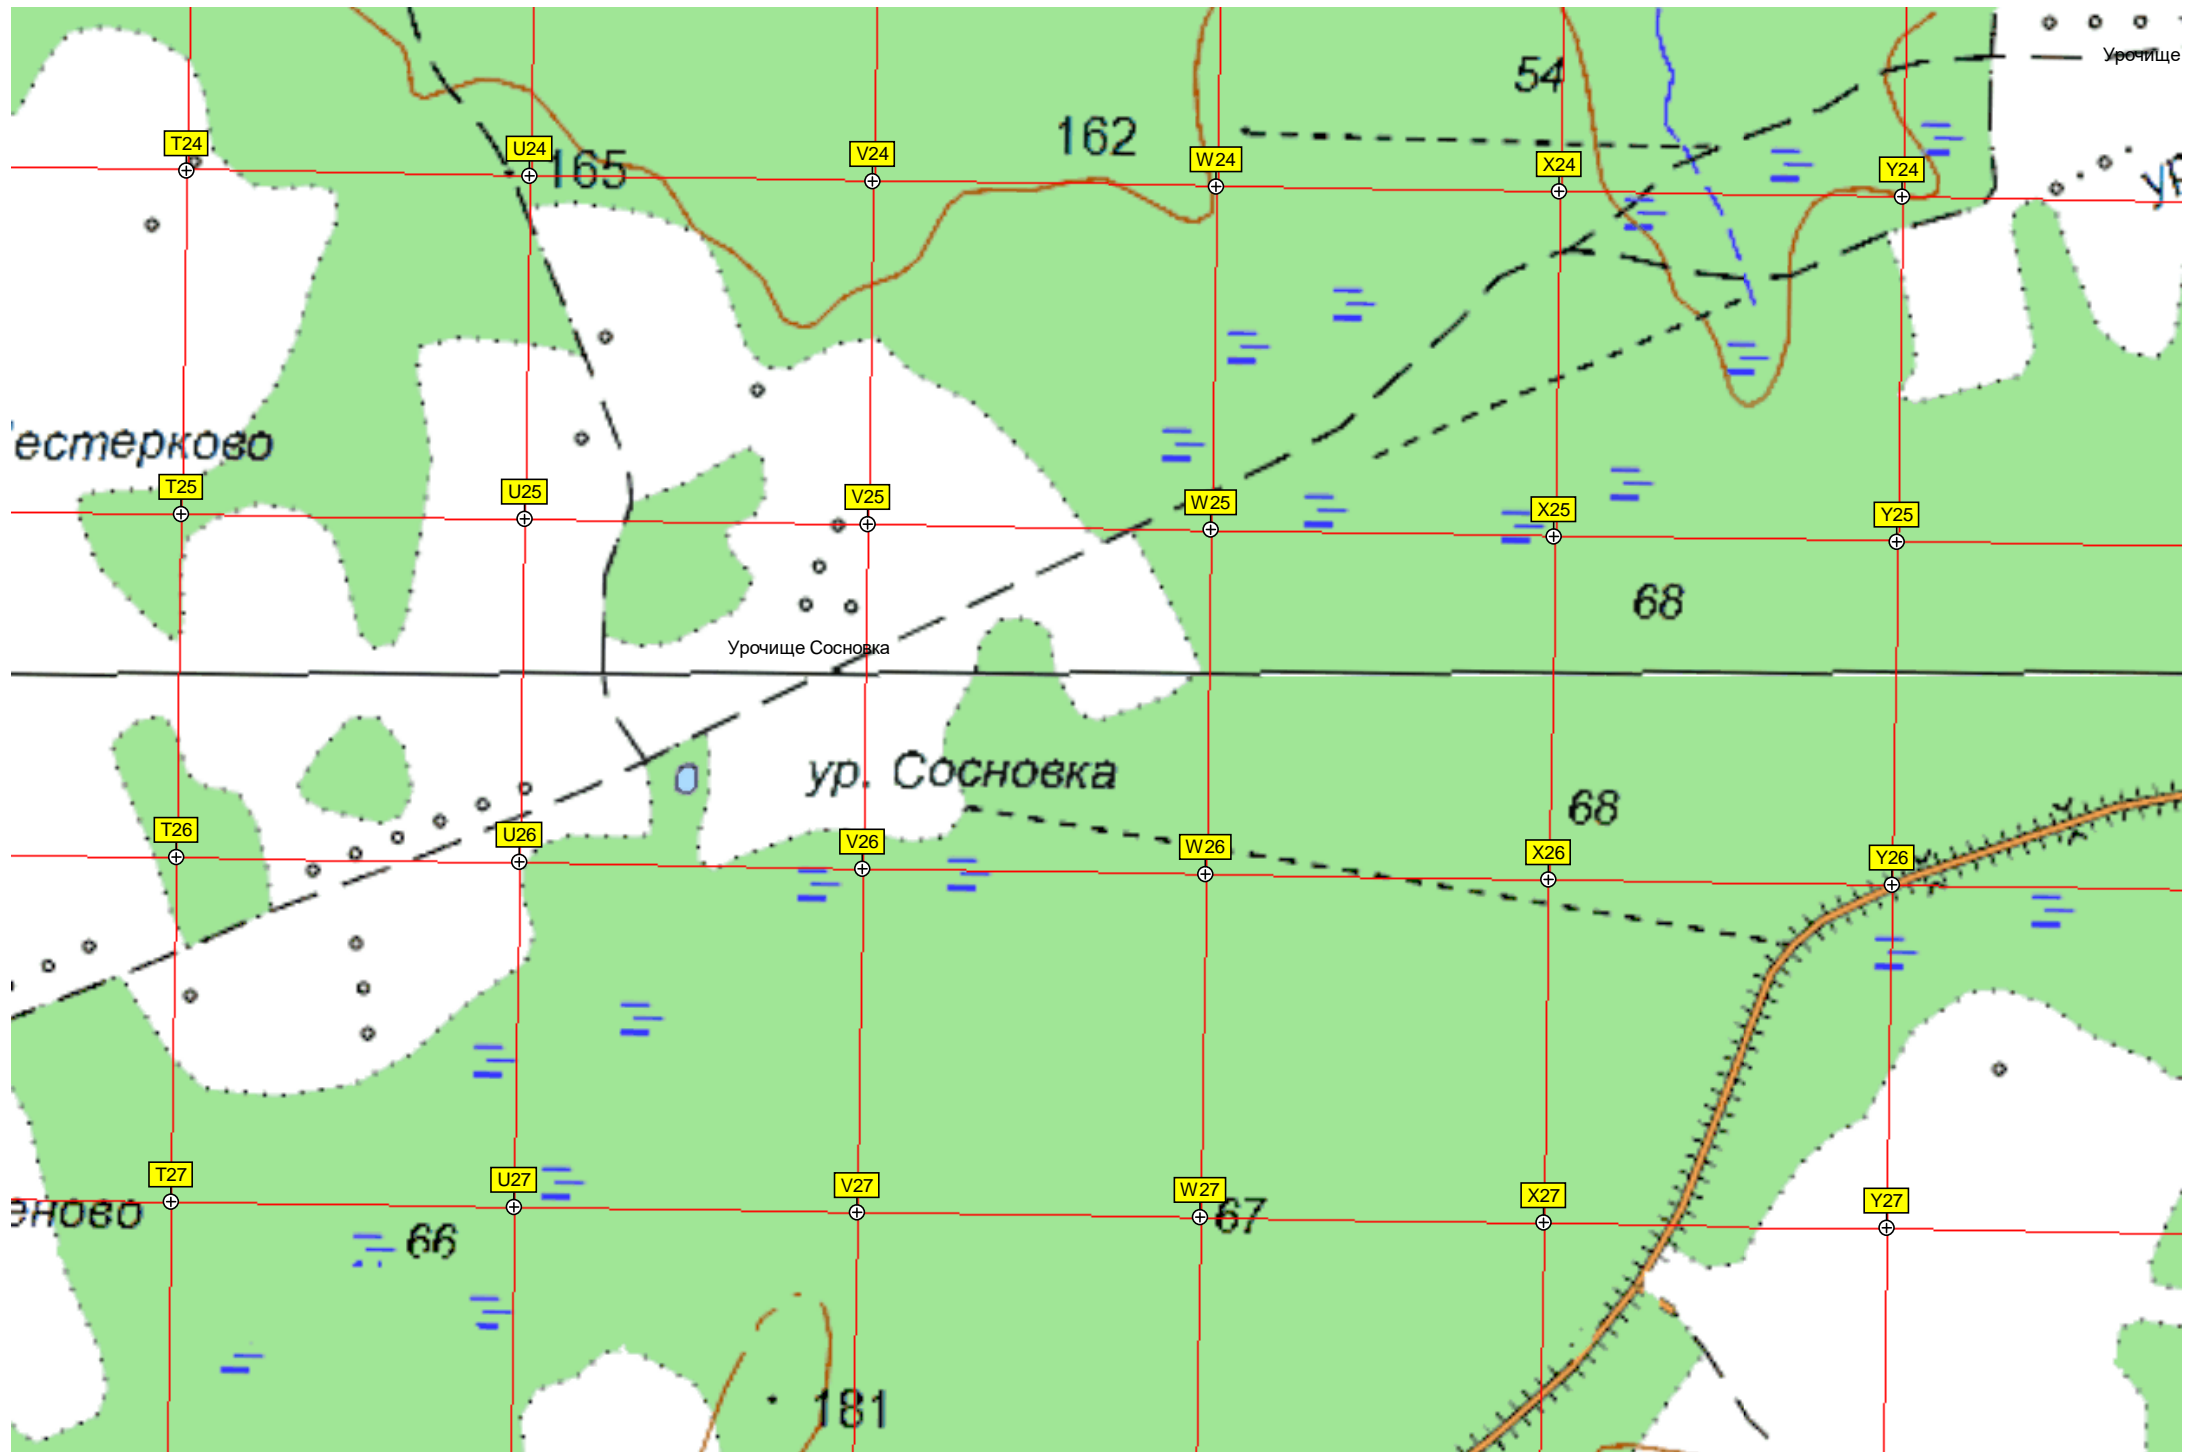 54
Урочище
162
T24
U24
165
V24
W24
X24
Y24
ур
естерково
T25
U25
V25
W25
X25
Y25
68
Урочище Сосновка
ур. Сосновка
68
T26
U26
V26
W26
X26
Y26
T27
U27
V27
W27
X27
Y27
еново
66
67
181